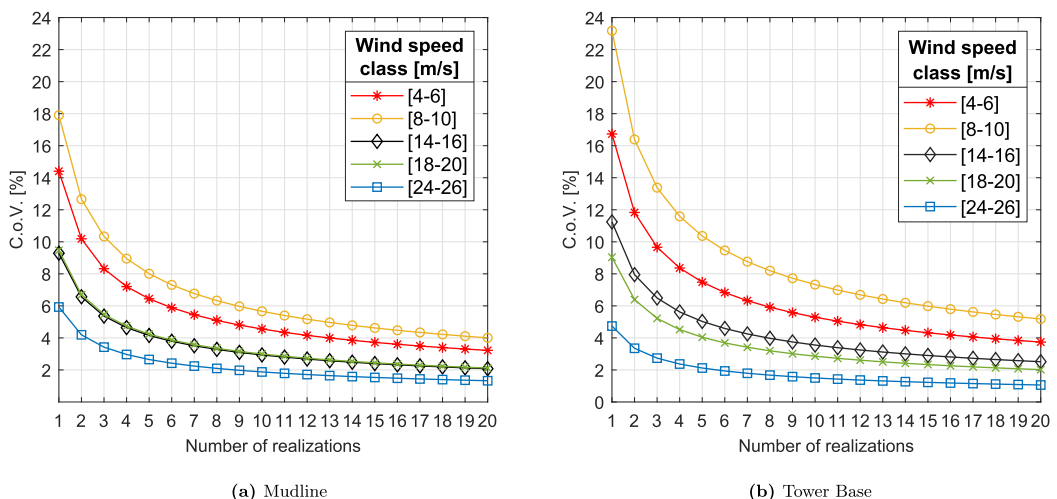 24
22
20
18
16
14
12
10
8
6
4
2
C.o.V. [%]
1 2 3 4 5 6 7 8 9 10 11 12 13 14 15 16 17 18 19 20
Number of realizations
Wind speed
class [m/s]
[4-6]
[8-10]
[14-16]
[18-20]
[24-26]
(a) Mudline
24
22
20
18
16
14
12
10
8
6
4
2
0
C.o.V. [%]
1 2 3 4 5 6 7 8 9 10 11 12 13 14 15 16 17 18 19 20
Number of realizations
Wind speed
class [m/s]
[4-6]
[8-10]
[14-16]
[18-20]
[24-26]
(b) Tower Base